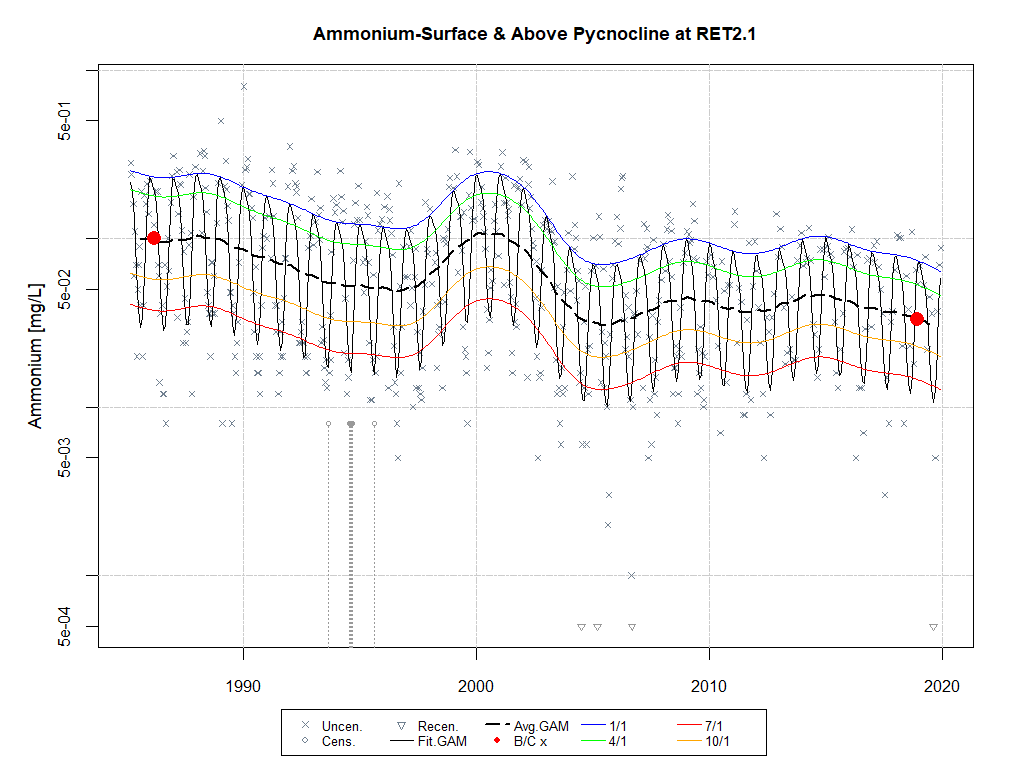 Ammonium-Surface & Above Pycnocline at RET2.1
Ammonium [mg/L]
5e-01
5e-02
5e-03
5e-04
1990 2000 2010 2020
Uncen. Recen. Avg.GAM 1/1 7/1
Cens. Fit.GAM B/C x 4/1 10/1